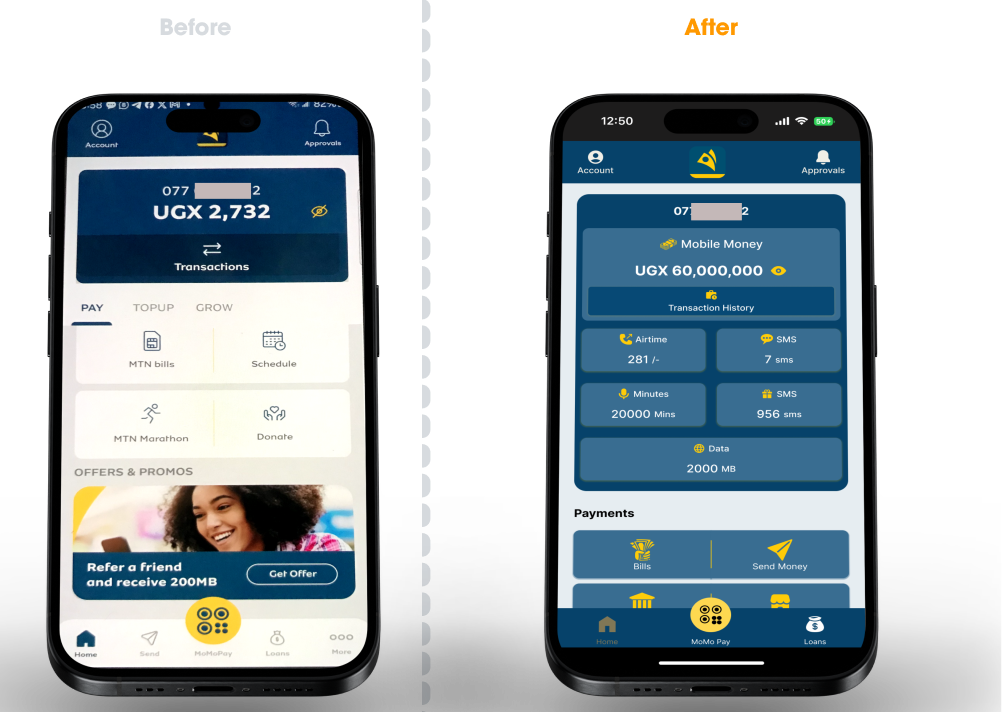 Before
After
:58
82%
Account
Approvals
077
2
UGX 2,732
Transactions
PAY TOPUP GROW
MTN bills
Schedule
MTN Marathon
Donate
OFFERS & PROMOS
Refer a friend
and receive 200MB
Get Offer
Home
Send
MoMoPay
Loans
More
12:50
50+
Account
Approvals
07
2
Mobile Money
UGX 60,000,000
Transaction History
Airtime
281 /-
SMS
7 sms
Minutes
20000 Mins
SMS
956 sms
Data
2000 MB
Payments
Bills
Send Money
Home
MoMo Pay
Loans